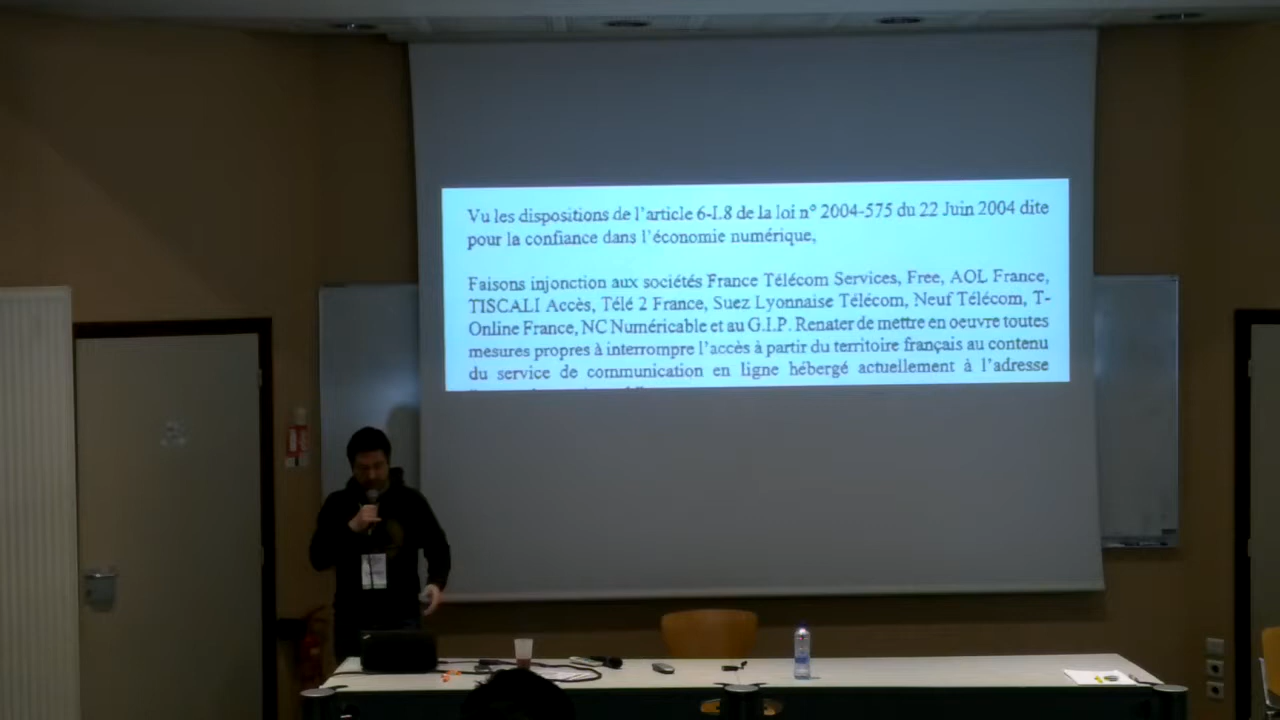 Vu les dispositions de l'article 6-I.8 de la loi n° 2004-575 du 22 Juin 2004 dite
pour la confiance dans l'économie numérique,
Faisons injonction aux sociétés France Télécom Services, Free, AOL France,
TISCALI Accès, Télé 2 France, Suez Lyonnaise Télécom, Neuf Télécom, T-
Online France, NC Numéricable et au G.I.P. Renater de mettre en oeuvre toutes
mesures propres à interrompre l'accès à partir du territoire français au contenu
du service de communication en ligne hébergé actuellement à l'adresse